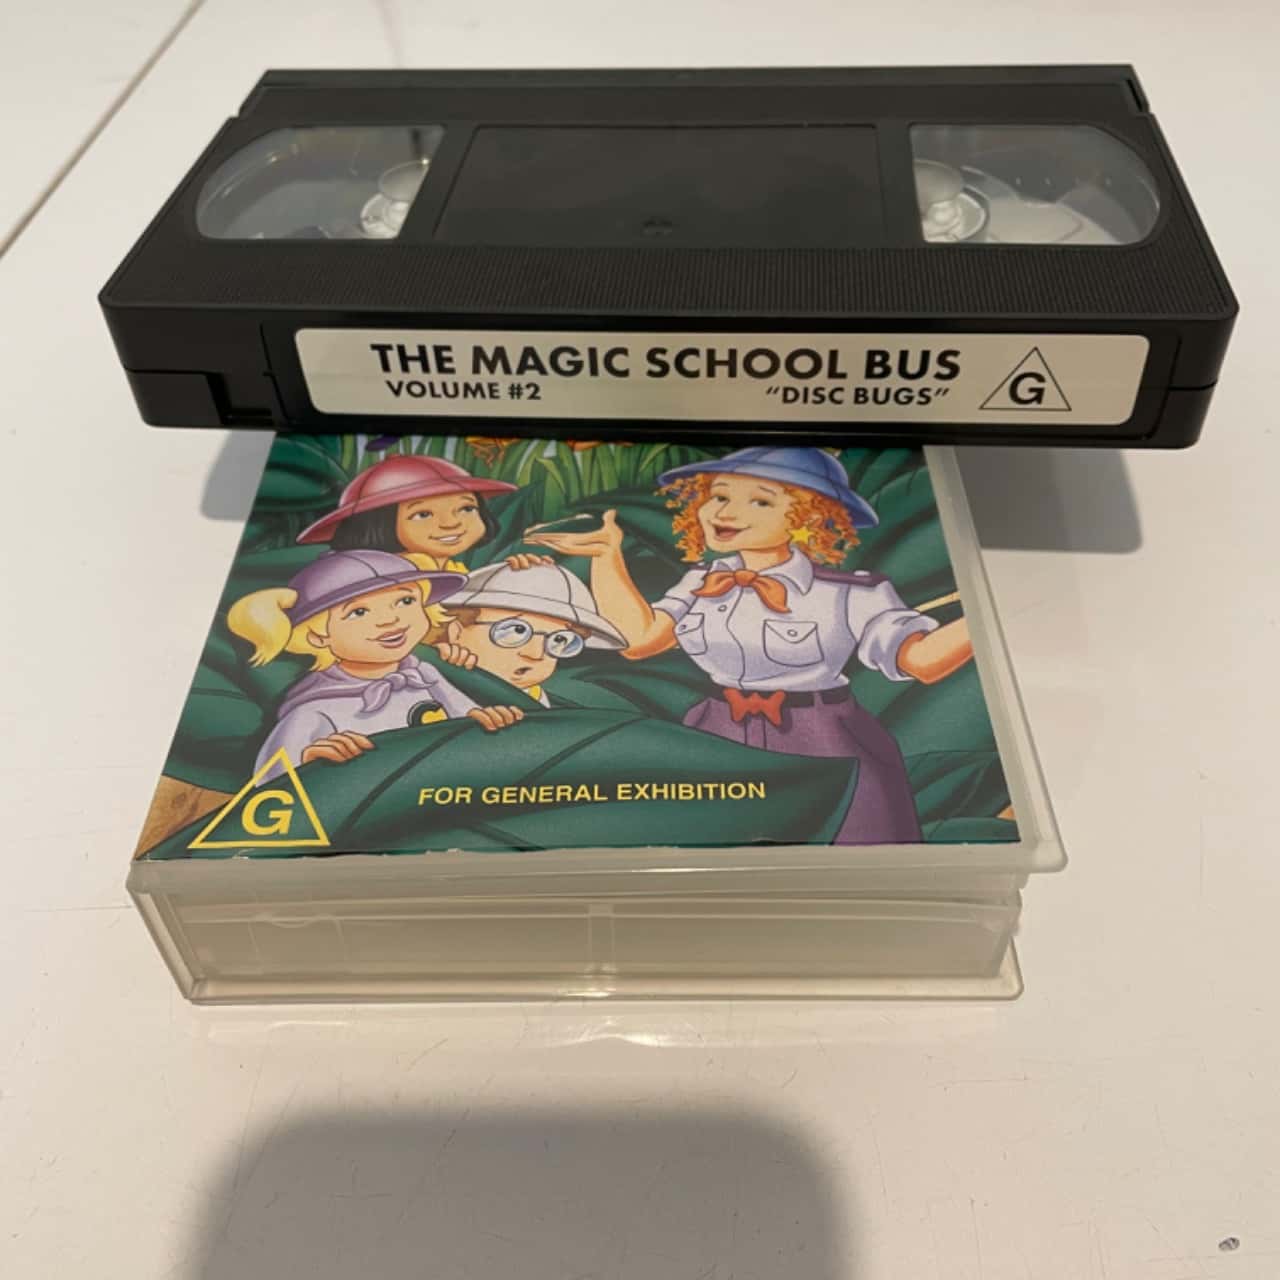 THE MAGIC SCHOOL BUS
VOLUME #2 "DISC BUGS"
G
G
FOR GENERAL EXHIBITION